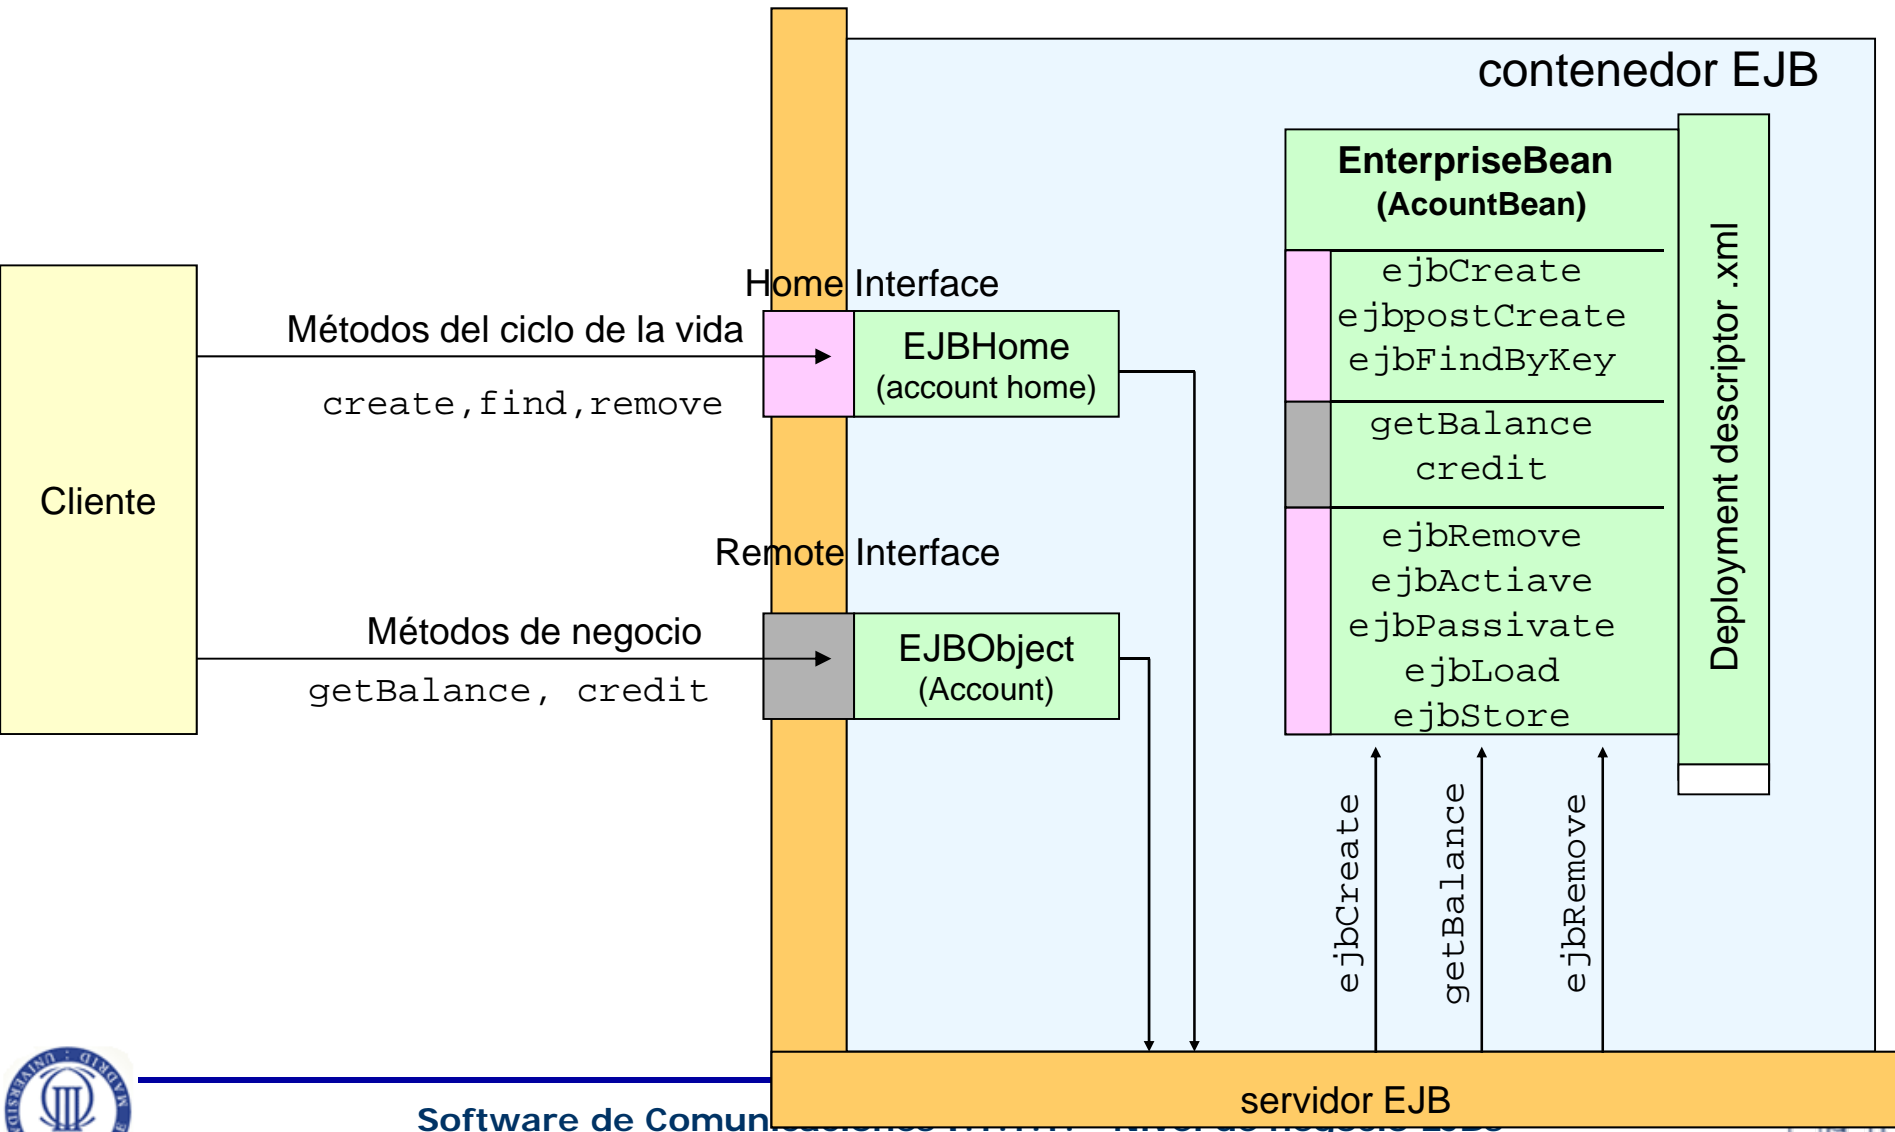 contenedor EJB
EnterpriseBean
(AcountBean)
ejbCreate
ejbpostCreate
ejbFindByKey
getBalance
credit
ejbRemove
ejbActiave
ejbPassivate
ejbLoad
ejbStore
Deployment descriptor .xml
Home Interface
Métodos del ciclo de la vida
create,find,remove
EJBHome
(account home)
Cliente
Remote Interface
Métodos de negocio
getBalance, credit
EJBObject
(Account)
ejbCreate
getBalance
ejbRemove
servidor EJB
Software de